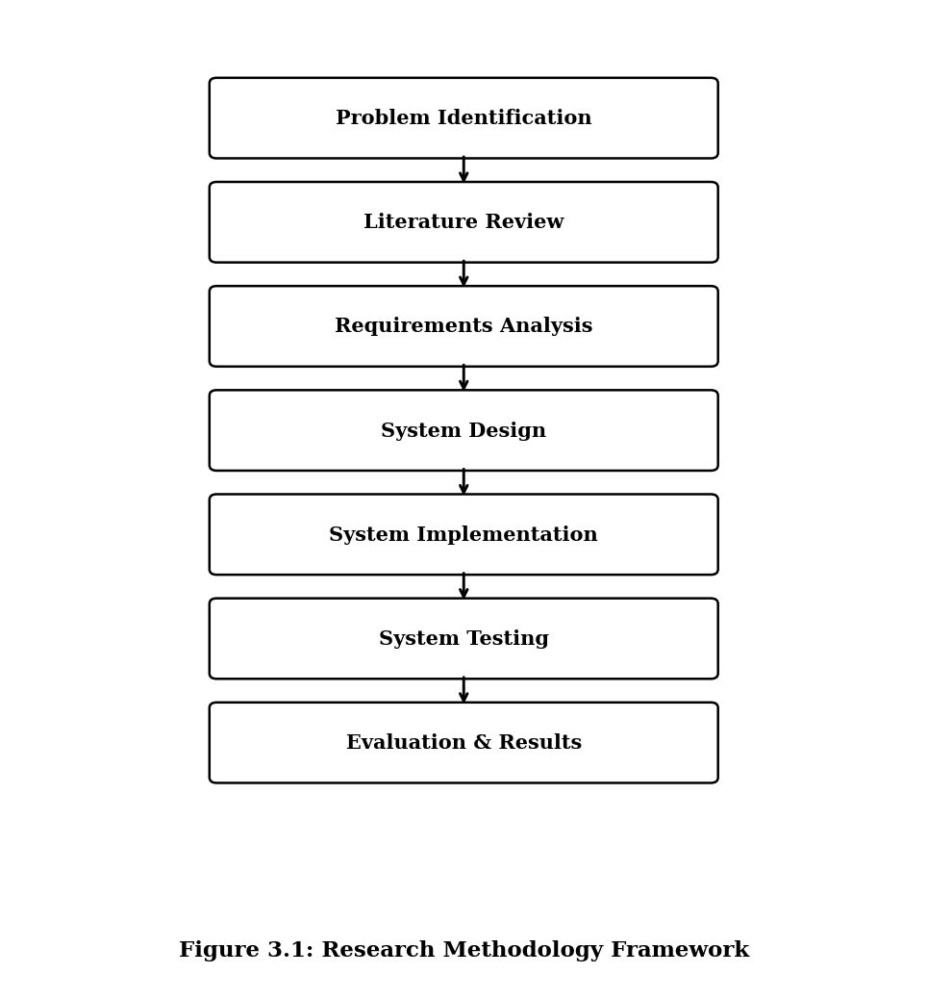 Problem Identification
Literature Review
Requirements Analysis
System Design
System Implementation
System Testing
Evaluation & Results
Figure 3.1: Research Methodology Framework